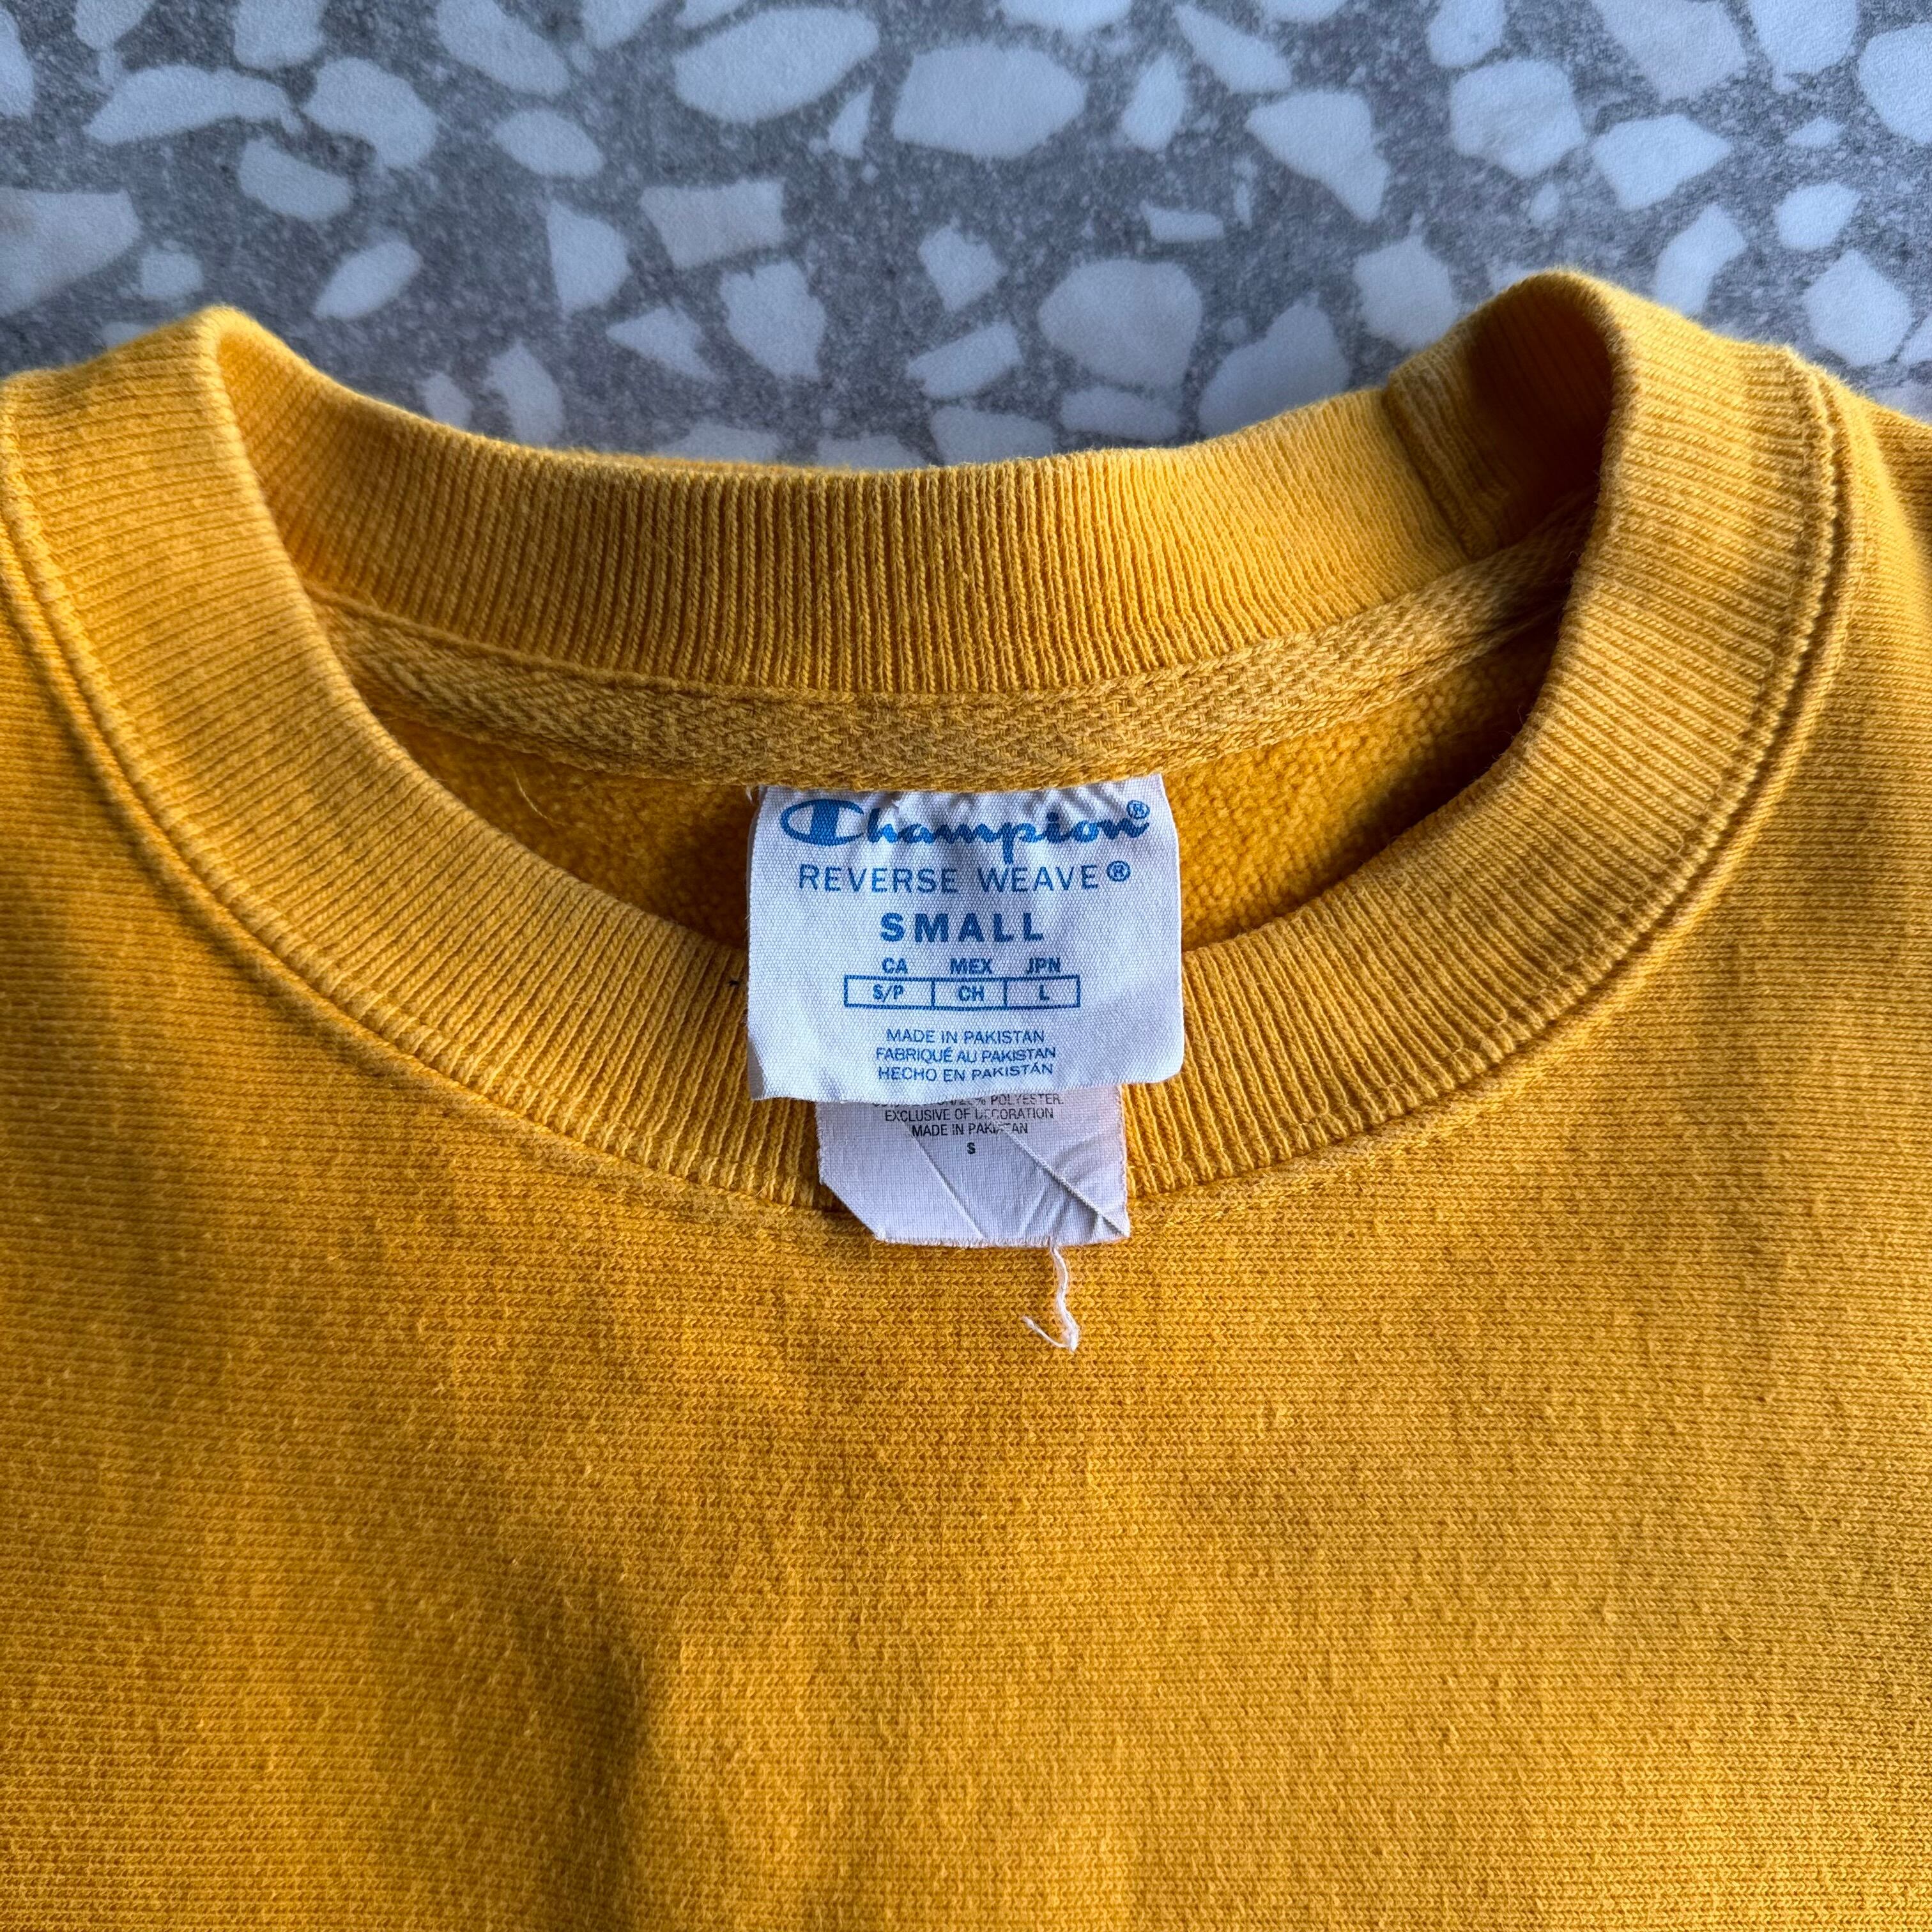 Champion®
REVERSE WEAVE®
SMALL
CA MEX JPN
S/P CH L
MADE IN PAKISTAN
FABRIQUÉ AU PAKISTAN
HECHO EN PAKISTÁN
POLYESTER.
EXCLUSIVE OF DECORATION
MADE IN PAKISTAN
S